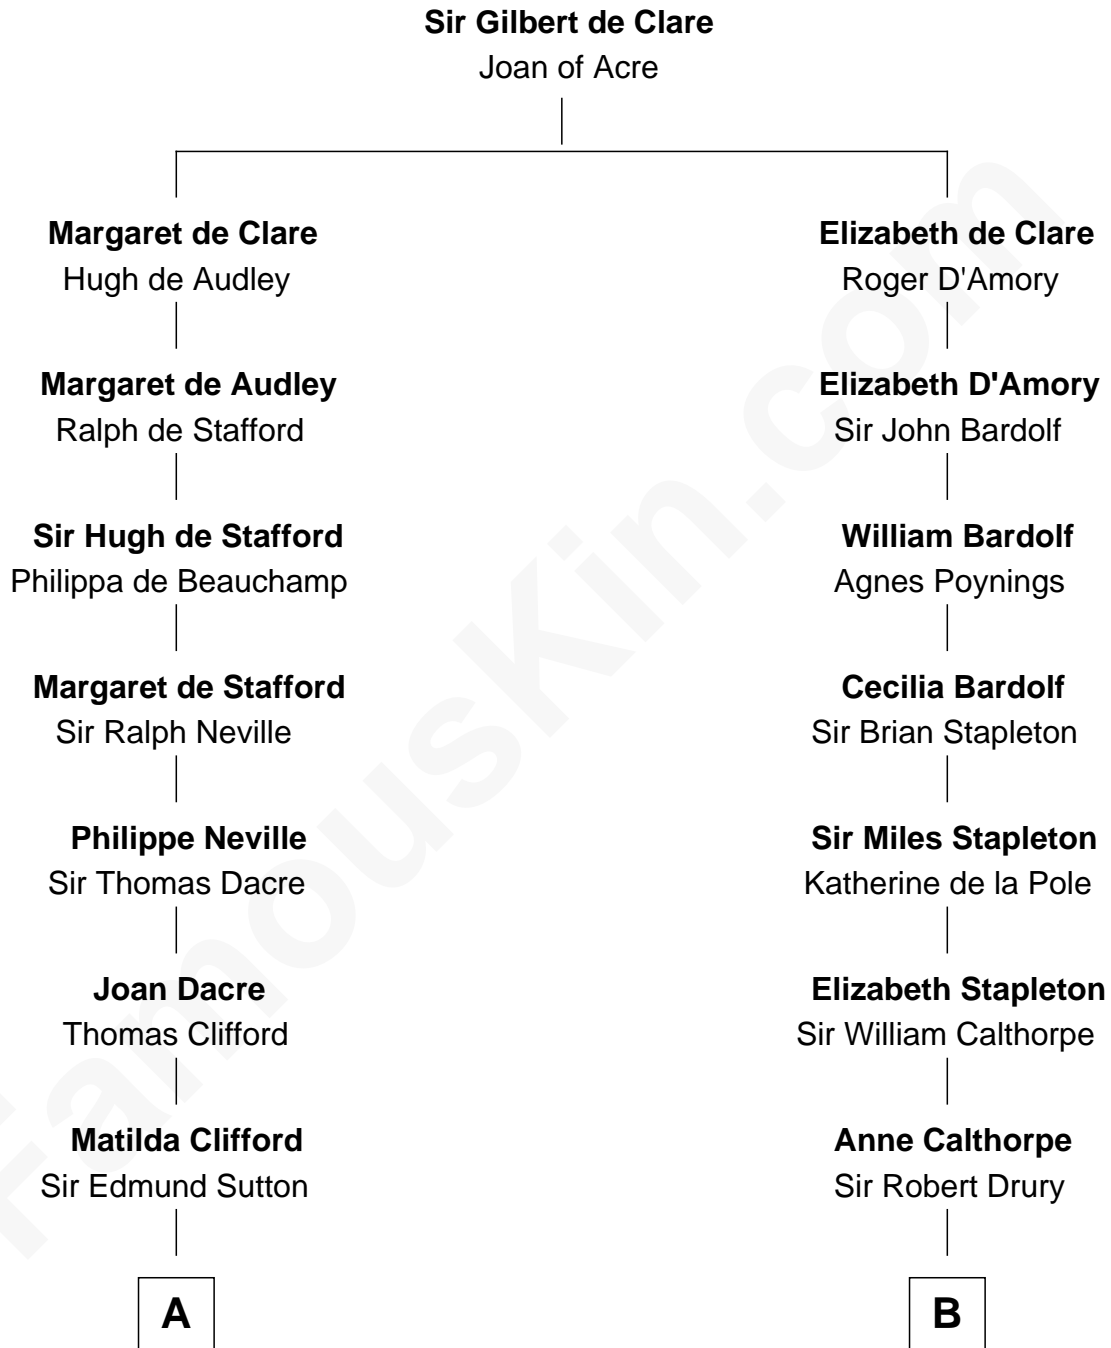 Sir Gilbert de Clare
Joan of Acre
Margaret de Clare
Hugh de Audley
Elizabeth de Clare
Roger D'Amory
Margaret de Audley
Ralph de Stafford
Elizabeth D'Amory
Sir John Bardolf
Sir Hugh de Stafford
Philippa de Beauchamp
William Bardolf
Agnes Poynings
Margaret de Stafford
Sir Ralph Neville
Cecilia Bardolf
Sir Brian Stapleton
Philippe Neville
Sir Thomas Dacre
Sir Miles Stapleton
Katherine de la Pole
Joan Dacre
Thomas Clifford
Elizabeth Stapleton
Sir William Calthorpe
Matilda Clifford
Sir Edmund Sutton
Anne Calthorpe
Sir Robert Drury
A
B
FamousKin.com